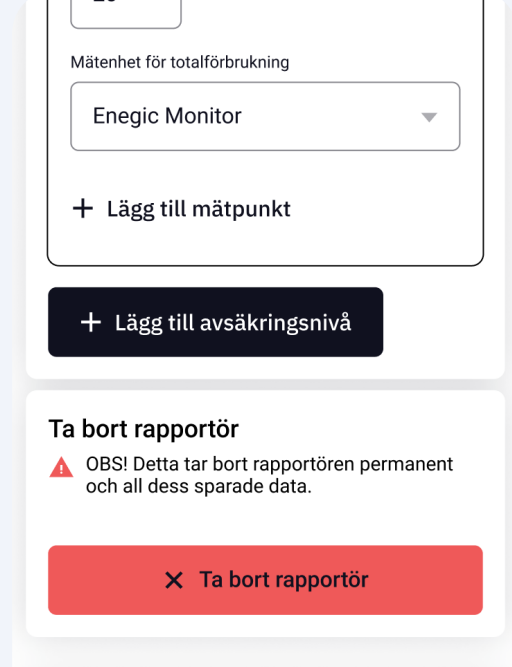 Mätenhet för totalförbrukning
Enegic Monitor
+ Lägg till mätpunkt
+ Lägg till avsäkringsnivå
Ta bort rapportör
OBS! Detta tar bort rapportören permanent
och all dess sparade data.
Ta bort rapportör